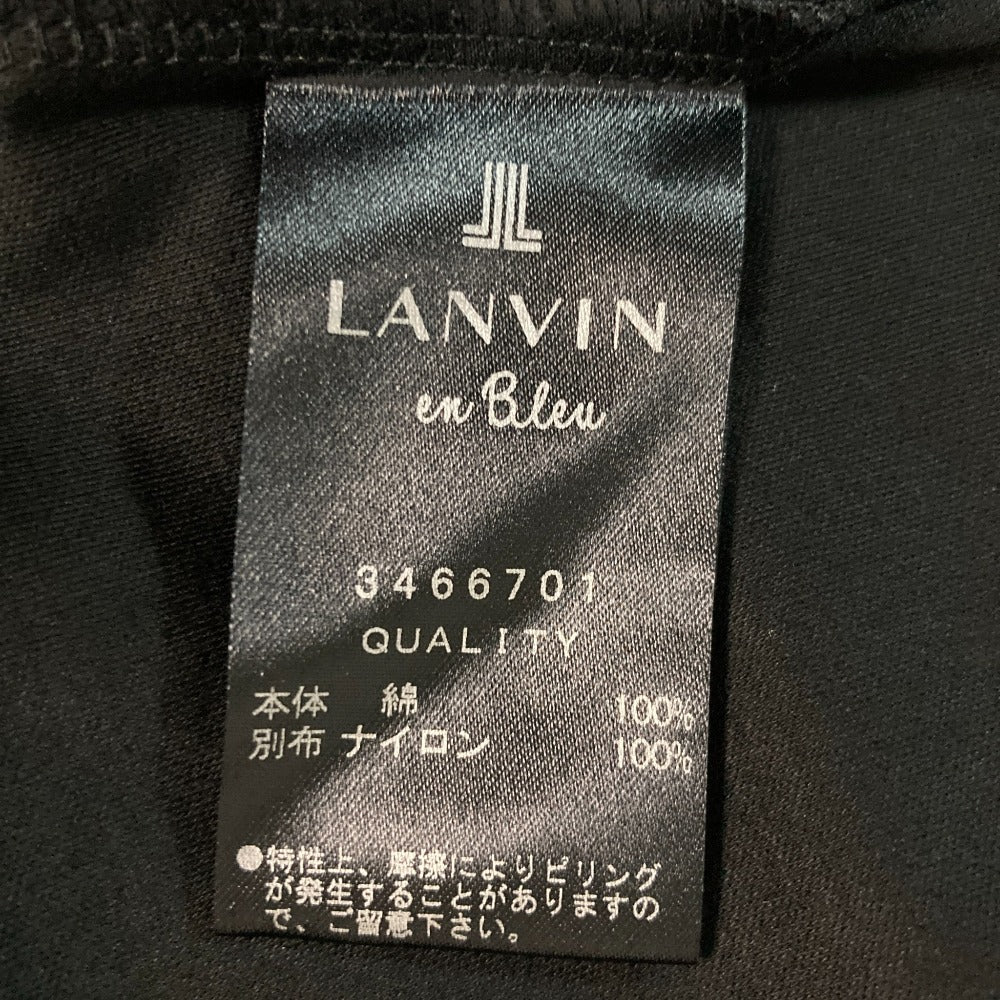 LANVIN
en Bleu
3466701
QUALITY
本体 綿 100%
別布 ナイロン 100%
●特性上、摩擦によりピリング
が発生することがありますの
で、ご留意下さい。